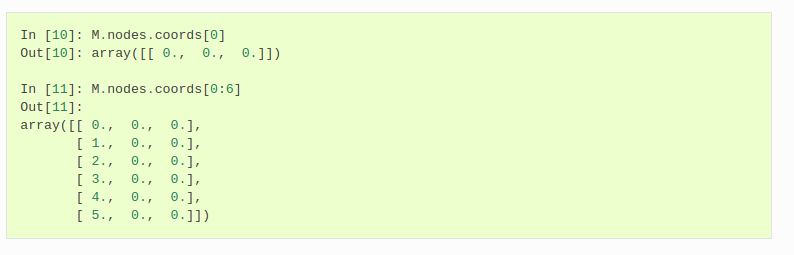 In [10]: M.nodes.coords[0]
Out[10]: array([[ 0.,  0.,  0.]])

In [11]: M.nodes.coords[0:6]
Out[11]:
array([[ 0.,  0.,  0.],
       [ 1.,  0.,  0.],
       [ 2.,  0.,  0.],
       [ 3.,  0.,  0.],
       [ 4.,  0.,  0.],
       [ 5.,  0.,  0.]])